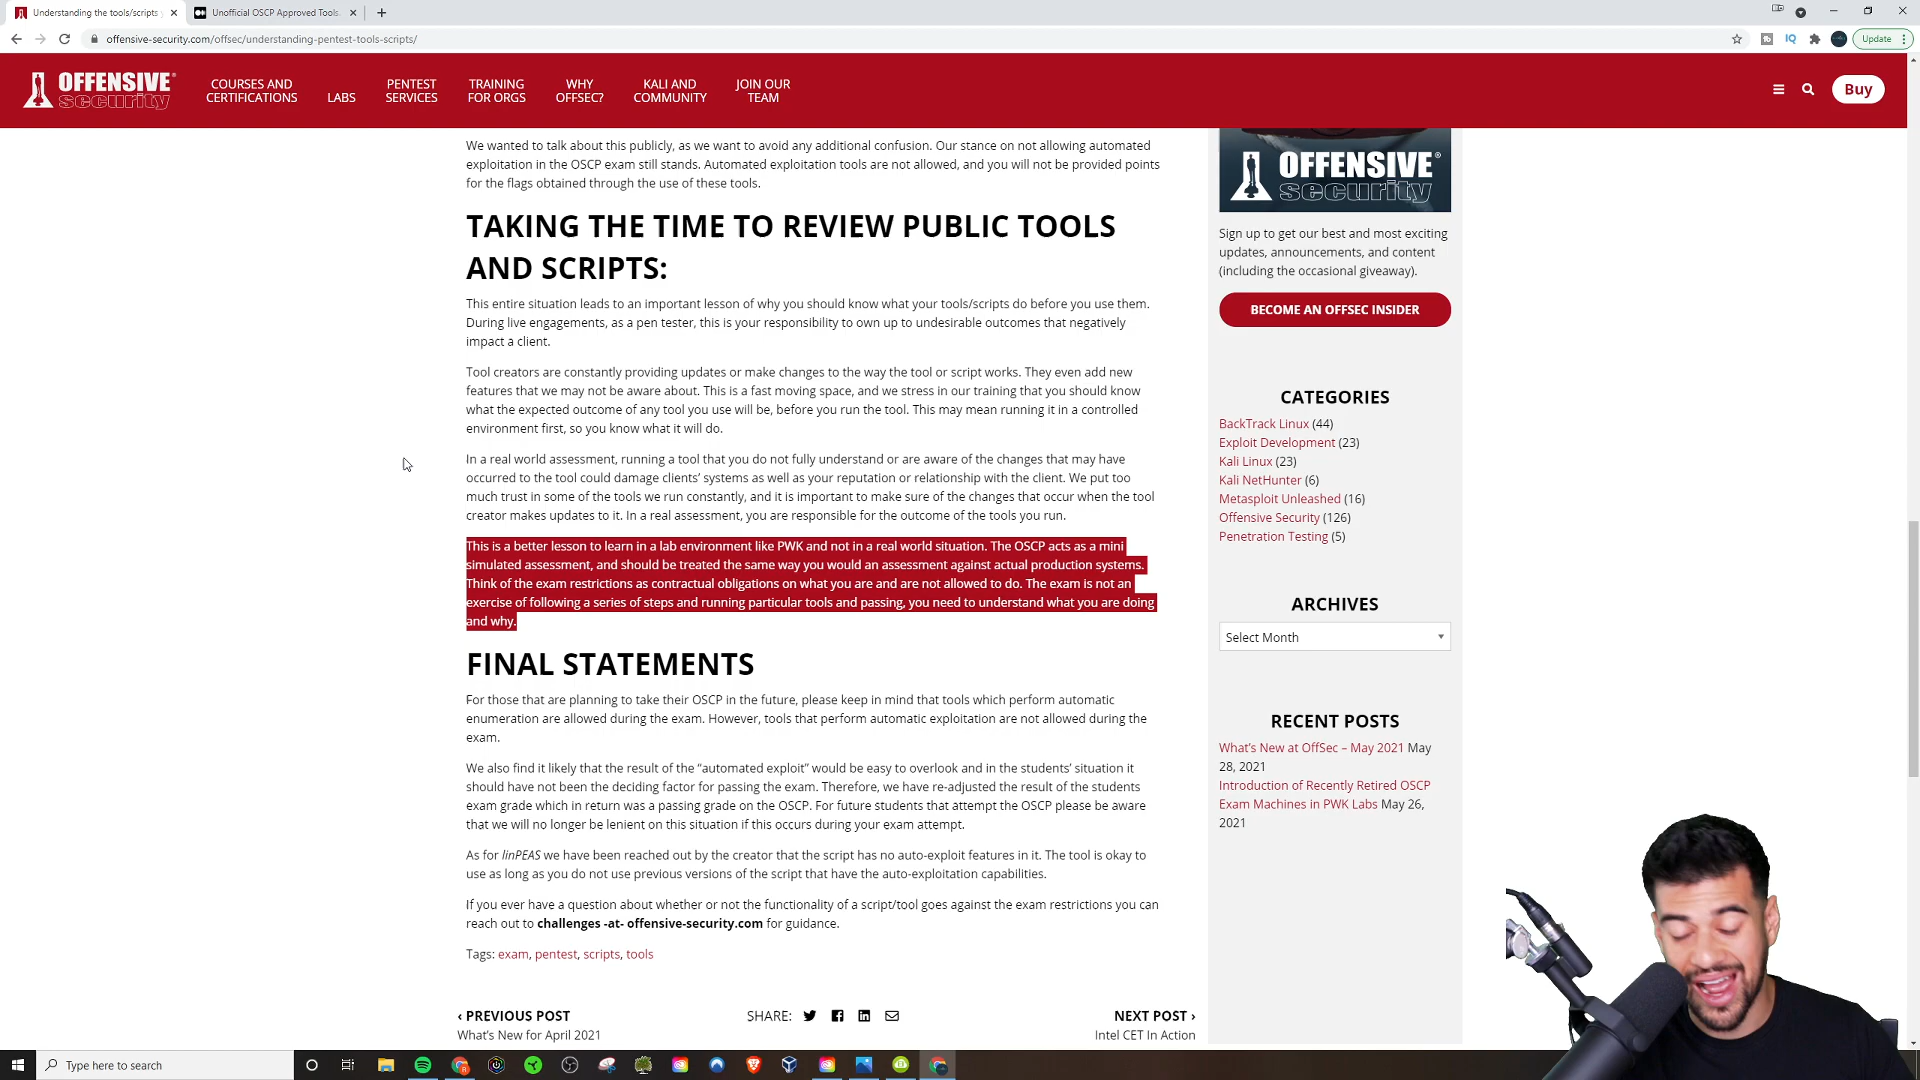 Understanding the tools/scripts
Unofficial OSCP Approved Tools
offensive-security.com/offsec/understanding-pentest-tools-scripts/
IQ
Update
OFFENSIVE
security
COURSES AND
CERTIFICATIONS
LABS
PENTEST
SERVICES
TRAINING
FOR ORGS
WHY
OFFSEC?
KALI AND
COMMUNITY
JOIN OUR
TEAM
Buy
We wanted to talk about this publicly, as we want to avoid any additional confusion. Our stance on not allowing automated
exploitation in the OSCP exam still stands. Automated exploitation tools are not allowed, and you will not be provided points
for the flags obtained through the use of these tools.
TAKING THE TIME TO REVIEW PUBLIC TOOLS
AND SCRIPTS:
This entire situation leads to an important lesson of why you should know what your tools/scripts do before you use them.
During live engagements, as a pen tester, this is your responsibility to own up to undesirable outcomes that negatively
impact a client.
Tool creators are constantly providing updates or make changes to the way the tool or script works. They even add new
features that we may not be aware about. This is a fast moving space, and we stress in our training that you should know
what the expected outcome of any tool you use will be, before you run the tool. This may mean running it in a controlled
environment first, so you know what it will do.
In a real world assessment, running a tool that you do not fully understand or are aware of the changes that may have
occurred to the tool could damage clients’ systems as well as your reputation or relationship with the client. We put too
much trust in some of the tools we run constantly, and it is important to make sure of the changes that occur when the tool
creator makes updates to it. In a real assessment, you are responsible for the outcome of the tools you run.
This is a better lesson to learn in a lab environment like PWK and not in a real world situation. The OSCP acts as a mini
simulated assessment, and should be treated the same way you would an assessment against actual production systems.
Think of the exam restrictions as contractual obligations on what you are and are not allowed to do. The exam is not an
exercise of following a series of steps and running particular tools and passing, you need to understand what you are doing
and why.
FINAL STATEMENTS
For those that are planning to take their OSCP in the future, please keep in mind that tools which perform automatic
enumeration are allowed during the exam. However, tools that perform automatic exploitation are not allowed during the
exam.
We also find it likely that the result of the “automated exploit” would be easy to overlook and in the students’ situation it
should have not been the deciding factor for passing the exam. Therefore, we have re-adjusted the result of the students
exam grade which in return was a passing grade on the OSCP. For future students that attempt the OSCP please be aware
that we will no longer be lenient on this situation if this occurs during your exam attempt.
As for linPEAS we have been reached out by the creator that the script has no auto-exploit features in it. The tool is okay to
use as long as you do not use previous versions of the script that have the auto-exploitation capabilities.
If you ever have a question about whether or not the functionality of a script/tool goes against the exam restrictions you can
reach out to challenges -at- offensive-security.com for guidance.
Tags: exam, pentest, scripts, tools
‹ PREVIOUS POST
What’s New for April 2021
SHARE:
NEXT POST ›
Intel CET In Action
OFFENSIVE
security
Sign up to get our best and most exciting
updates, announcements, and content
(including the occasional giveaway).
BECOME AN OFFSEC INSIDER
CATEGORIES
BackTrack Linux (44)
Exploit Development (23)
Kali Linux (23)
Kali NetHunter (6)
Metasploit Unleashed (16)
Offensive Security (126)
Penetration Testing (5)
ARCHIVES
Select Month
RECENT POSTS
What’s New at OffSec – May 2021 May
28, 2021
Introduction of Recently Retired OSCP
Exam Machines in PWK Labs May 26,
2021
Type here to search